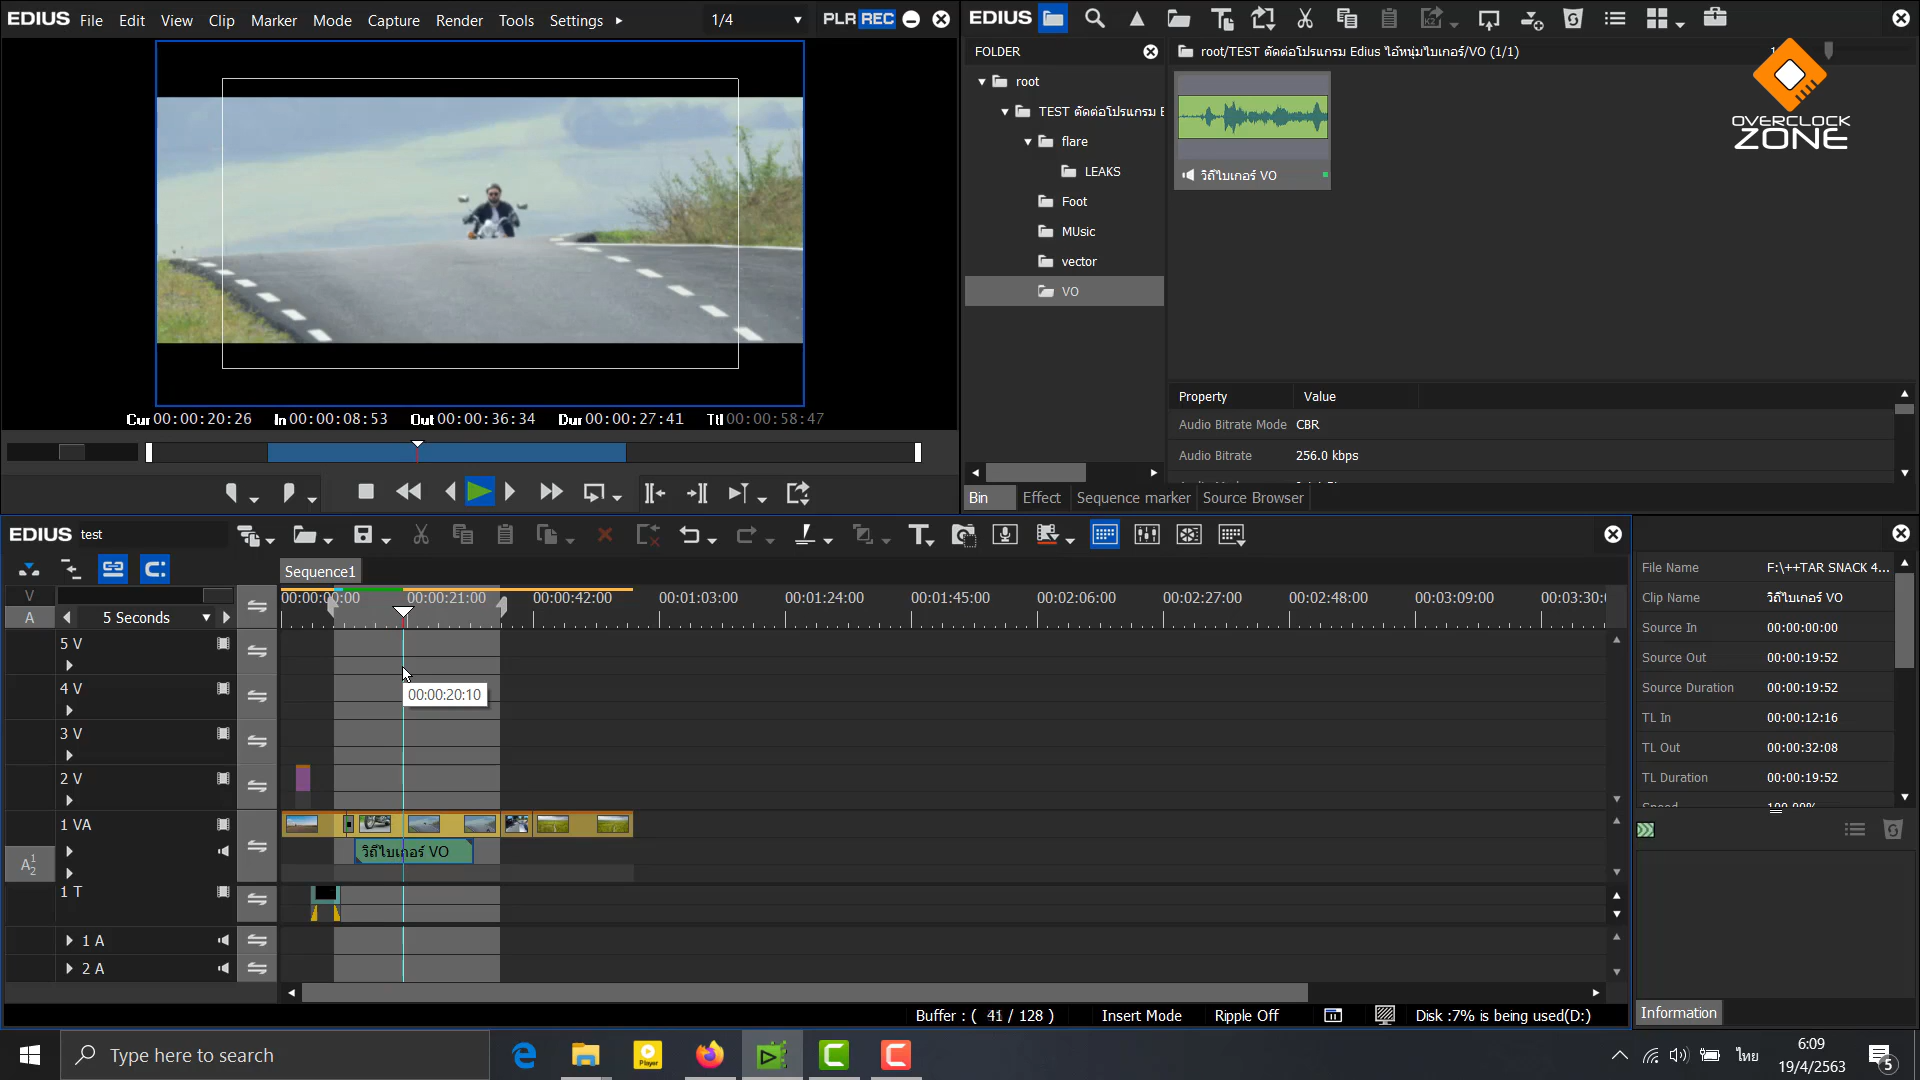 EDIUS File Edit View Clip Marker Mode Capture Render Tools Settings 1/4 PLR REC
Cur 00:00:20:26 In 00:00:08:53 Out 00:00:36:34 Dur 00:00:27:41 Ttl 00:00:58:47
EDIUS
FOLDER
root/TEST ตัดต่อโปรแกรม Edius ไอ้หนุ่มไบเกอร์/VO (1/1)
root
TEST ตัดต่อโปรแกรม E
flare
LEAKS
Foot
MUsic
vector
VO
วิถีไบเกอร์ VO
OVERCLOCK
ZONE
Property Value
Audio Bitrate Mode CBR
Audio Bitrate 256.0 kbps
Bin Effect Sequence marker Source Browser
EDIUS test
Sequence1
V
A 5 Seconds
00:00:00:00 00:00:21:00 00:00:42:00 00:01:03:00 00:01:24:00 00:01:45:00 00:02:06:00 00:02:27:00 00:02:48:00 00:03:09:00 00:03:30:0
5 V
00:00:20:10
4 V
3 V
2 V
1 VA
วิถีไบเกอร์ VO
A 1 2
1 T
1 A
2 A
File Name F:\++TAR SNACK 4...
Clip Name วิถีไบเกอร์ VO
Source In 00:00:00:00
Source Out 00:00:19:52
Source Duration 00:00:19:52
TL In 00:00:12:16
TL Out 00:00:32:08
TL Duration 00:00:19:52
Speed 100.00%
Information
Buffer : ( 41 / 128 ) Insert Mode Ripple Off Disk :7% is being used(D:)
Type here to search
Player
ไทย
6:09
19/4/2563
5